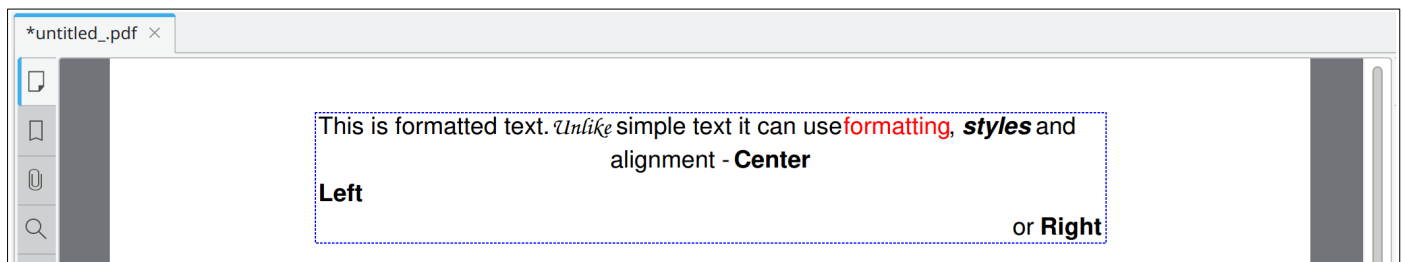 *untitled_.pdf
This is formatted text. Unlike simple text it can useformatting, styles and
alignment - Center
Left
or Right